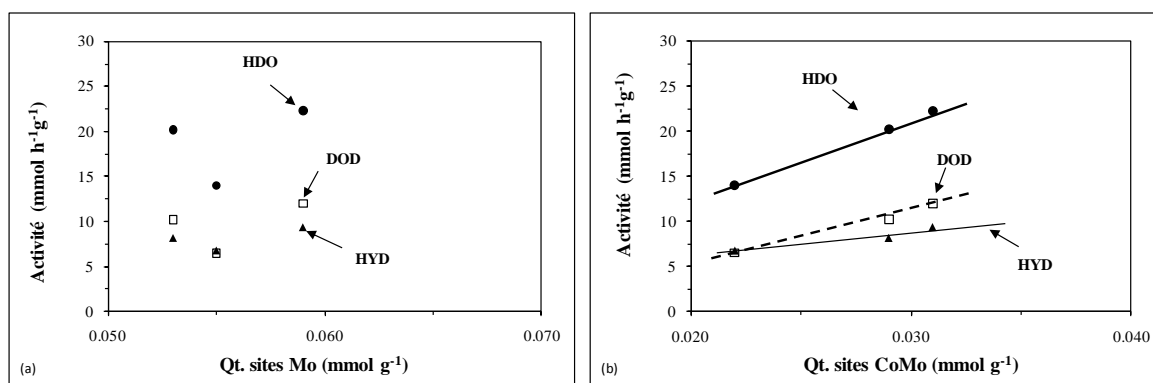 30
25
20
15
10
5
0
Activité (mmol h⁻¹g⁻¹)
HDO
DOD
HYD
0.050
0.060
0.070
Qt. sites Mo (mmol g⁻¹)
(a)
30
25
20
15
10
5
0
Activité (mmol h⁻¹g⁻¹)
HDO
DOD
HYD
0.020
0.030
0.040
Qt. sites CoMo (mmol g⁻¹)
(b)